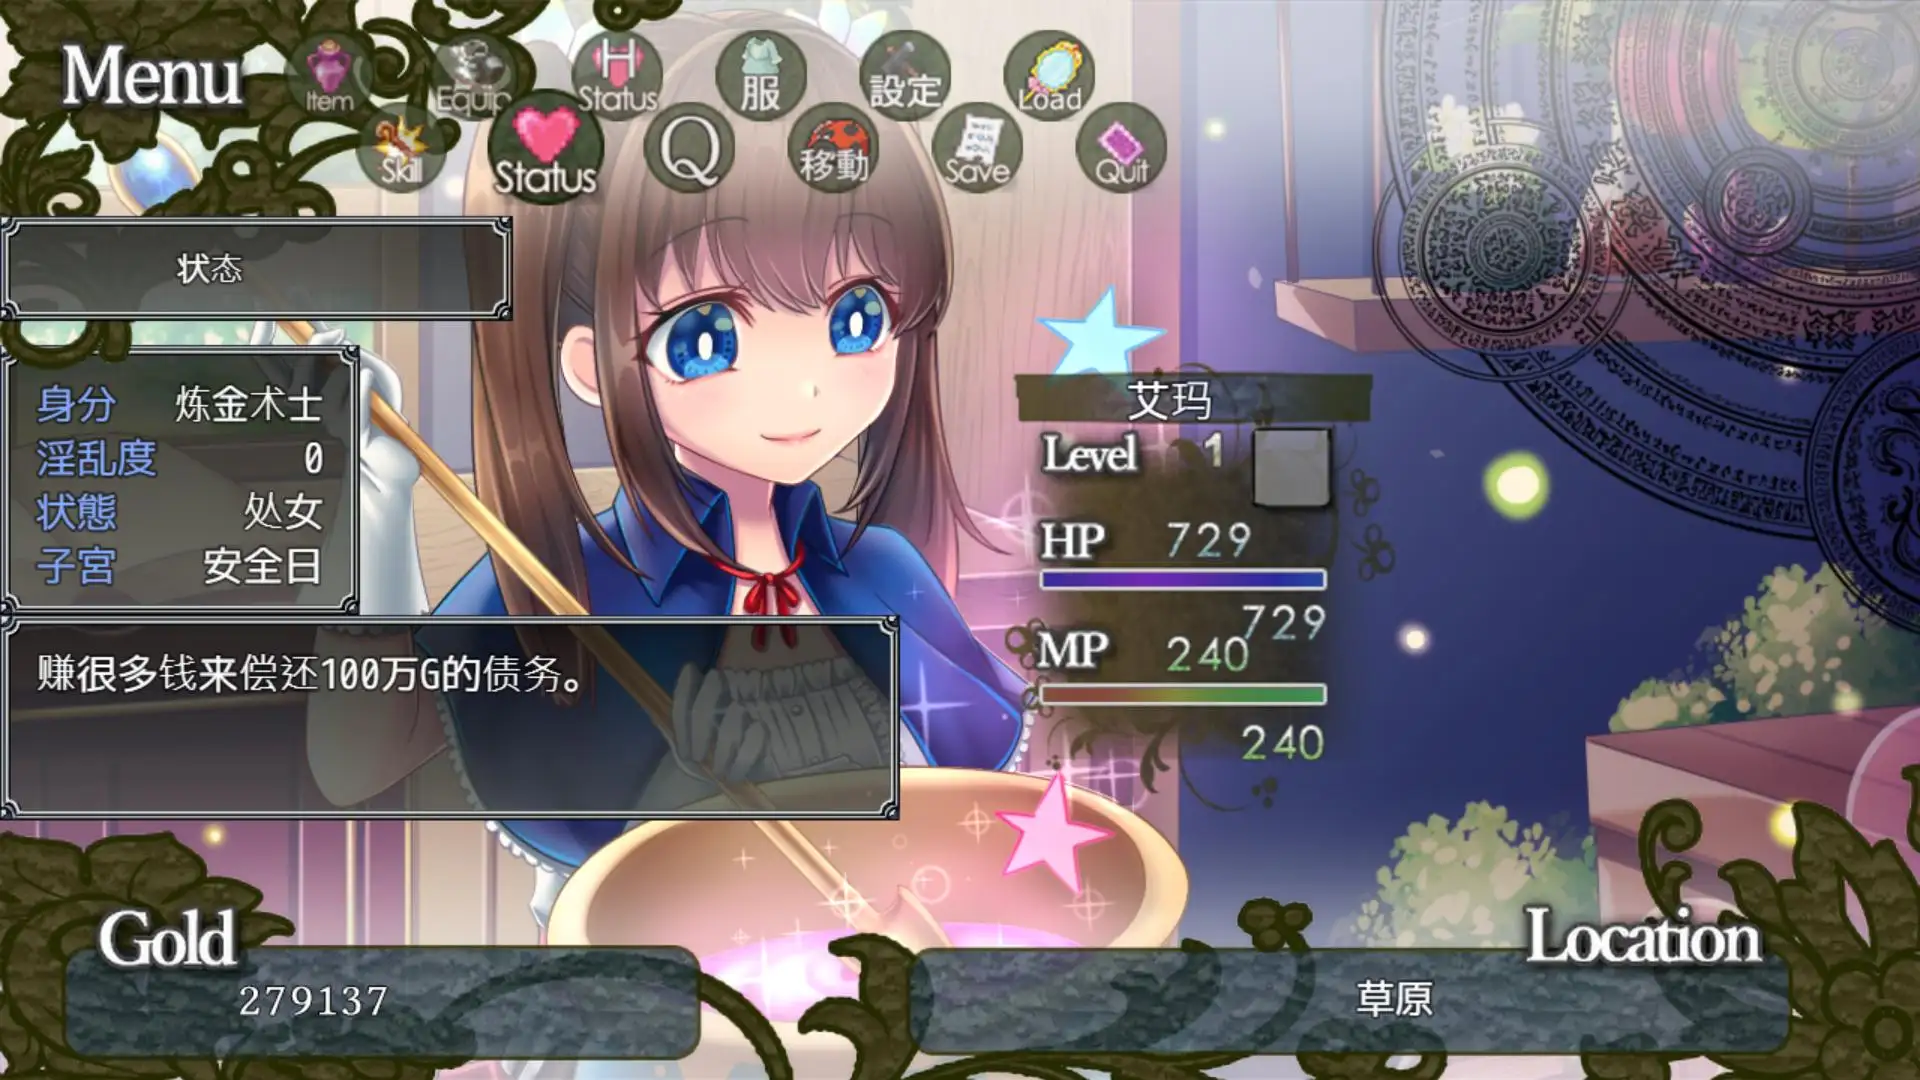 Menu
Item
Equip
H
Status
服
設定
Load
Skill
Status
Q
移動
Save
Quit
状态
身分 炼金术士
淫乱度 0
状態 处女
子宮 安全日
赚很多钱来偿还100万G的债务。
艾玛
Level 1
HP 729
729
MP 240
240
Gold
279137
Location
草原